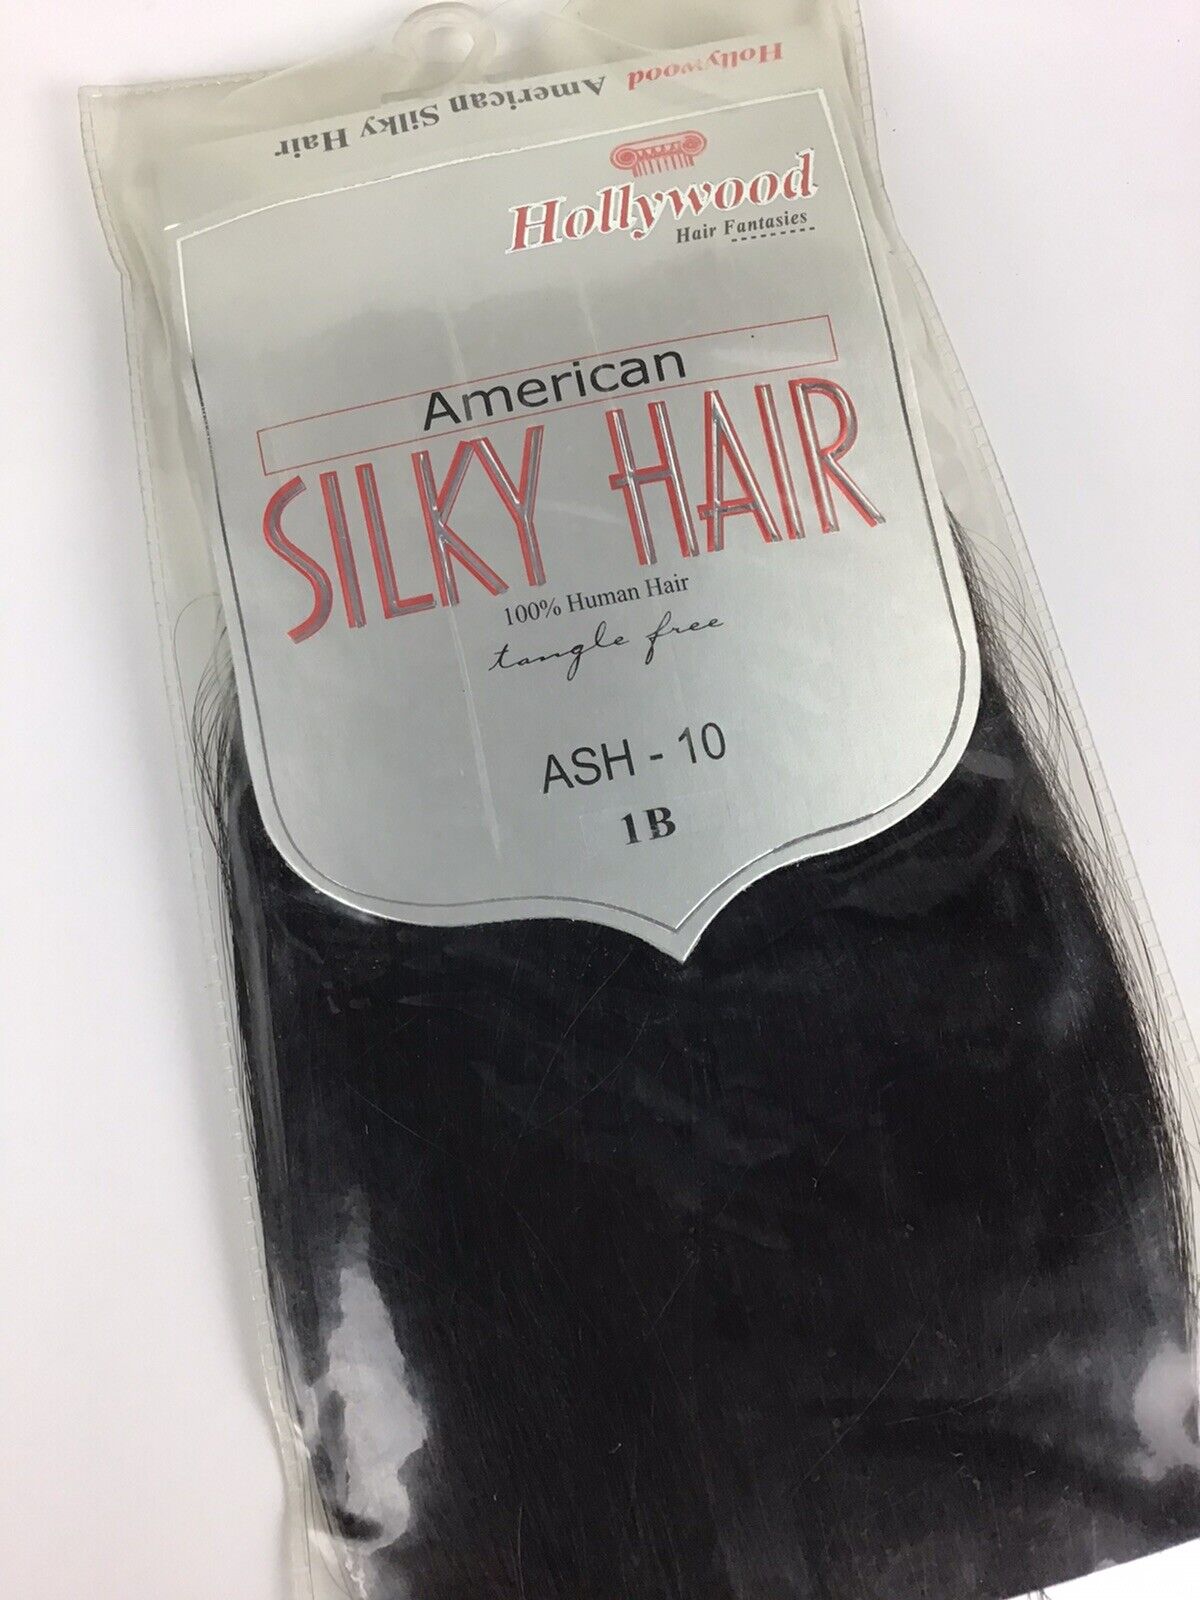 Hollywood American Silky Hair
Hollywood
Hair Fantasies
American
SILKY HAIR
100% Human Hair
tangle free
ASH - 10
1B